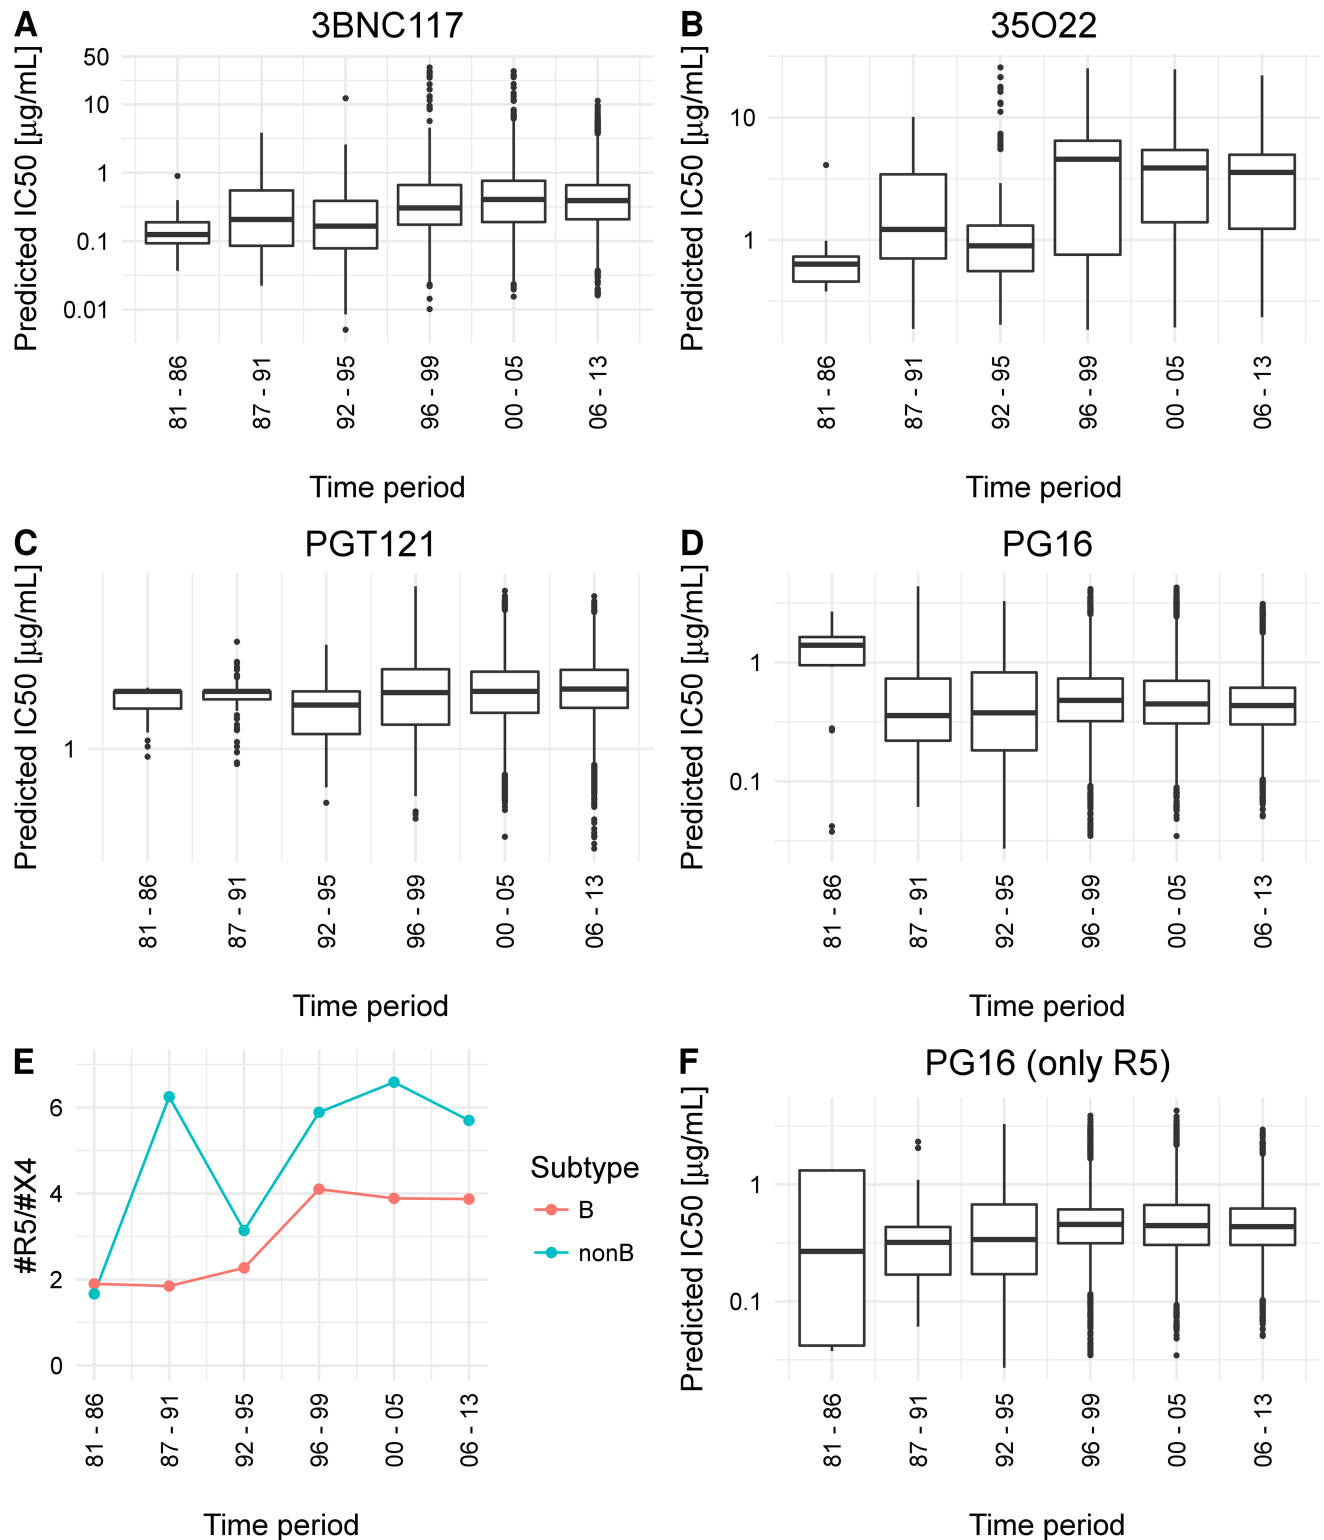 A
3BNC117
Predicted IC50 [µg/mL]
50
10
1
0.1
0.01
81 - 86
87 - 91
92 - 95
96 - 99
00 - 05
06 - 13
Time period
B
35O22
Predicted IC50 [µg/mL]
10
1
81 - 86
87 - 91
92 - 95
96 - 99
00 - 05
06 - 13
Time period
C
PGT121
Predicted IC50 [µg/mL]
1
81 - 86
87 - 91
92 - 95
96 - 99
00 - 05
06 - 13
Time period
D
PG16
Predicted IC50 [µg/mL]
1
0.1
81 - 86
87 - 91
92 - 95
96 - 99
00 - 05
06 - 13
Time period
E
#R5/#X4
6
4
2
0
81 - 86
87 - 91
92 - 95
96 - 99
00 - 05
06 - 13
Time period
Subtype
B
nonB
F
PG16 (only R5)
Predicted IC50 [µg/mL]
1
0.1
81 - 86
87 - 91
92 - 95
96 - 99
00 - 05
06 - 13
Time period